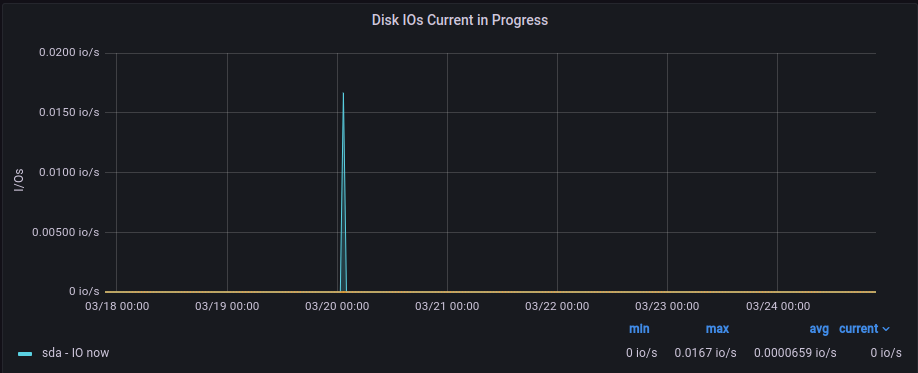 Disk IOs Current in Progress
0.0200 io/s
0.0150 io/s
0.0100 io/s
0.00500 io/s
0 io/s
I/Os
03/18 00:00 03/19 00:00 03/20 00:00 03/21 00:00 03/22 00:00 03/23 00:00 03/24 00:00
min max avg current
sda - IO now 0 io/s 0.0167 io/s 0.0000659 io/s 0 io/s